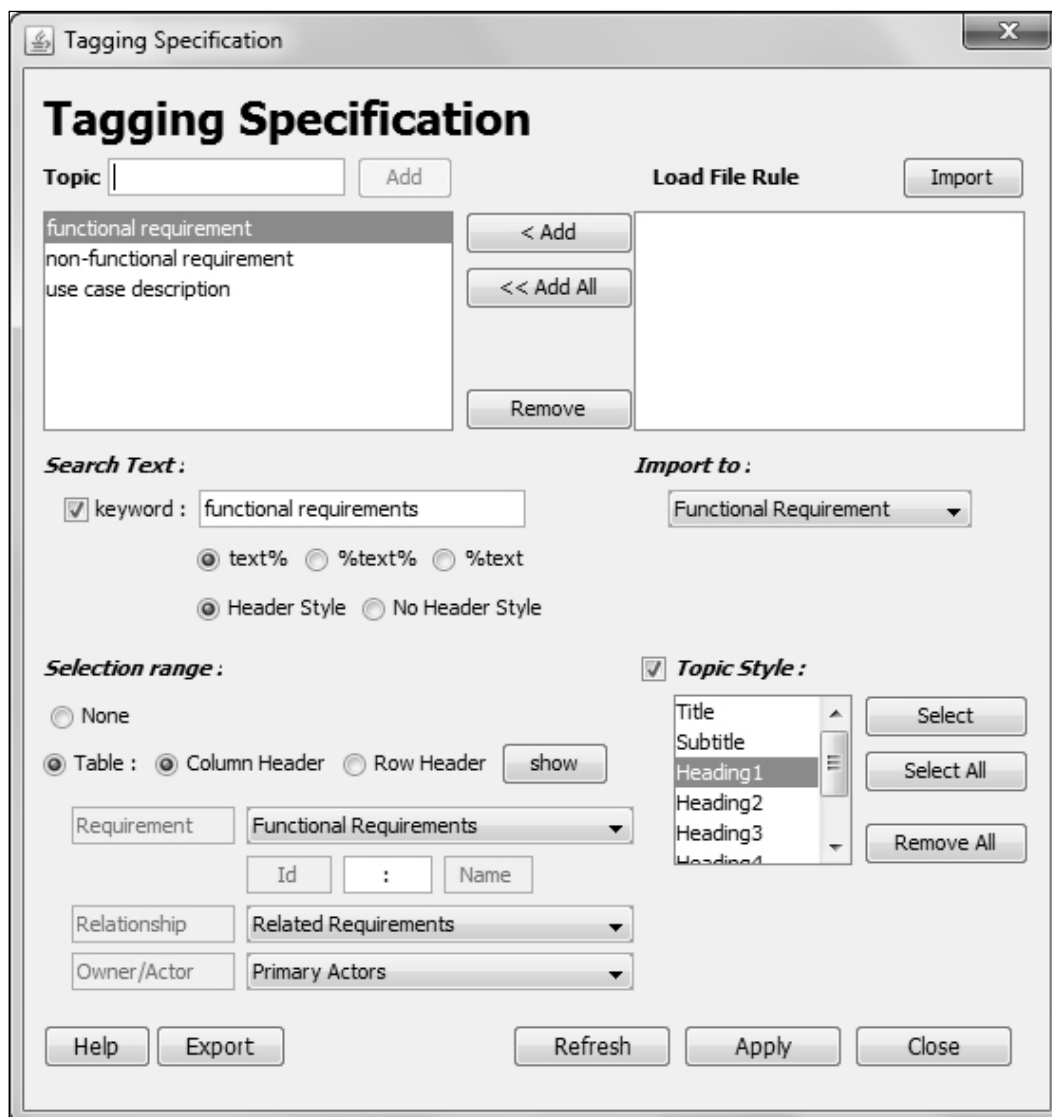 Tagging Specification
X
Tagging Specification
Topic Add Load File Rule Import
functional requirement
non-functional requirement
use case description
< Add
<< Add All
Remove
Search Text :
keyword : functional requirements
text% %text% %text
Header Style No Header Style
Import to :
Functional Requirement
Selection range :
None
Table : Column Header Row Header show
Requirement Functional Requirements
Id : Name
Relationship Related Requirements
Owner/Actor Primary Actors
Topic Style :
Title
Subtitle
Heading1
Heading2
Heading3
Heading4
Select
Select All
Remove All
Help Export Refresh Apply Close